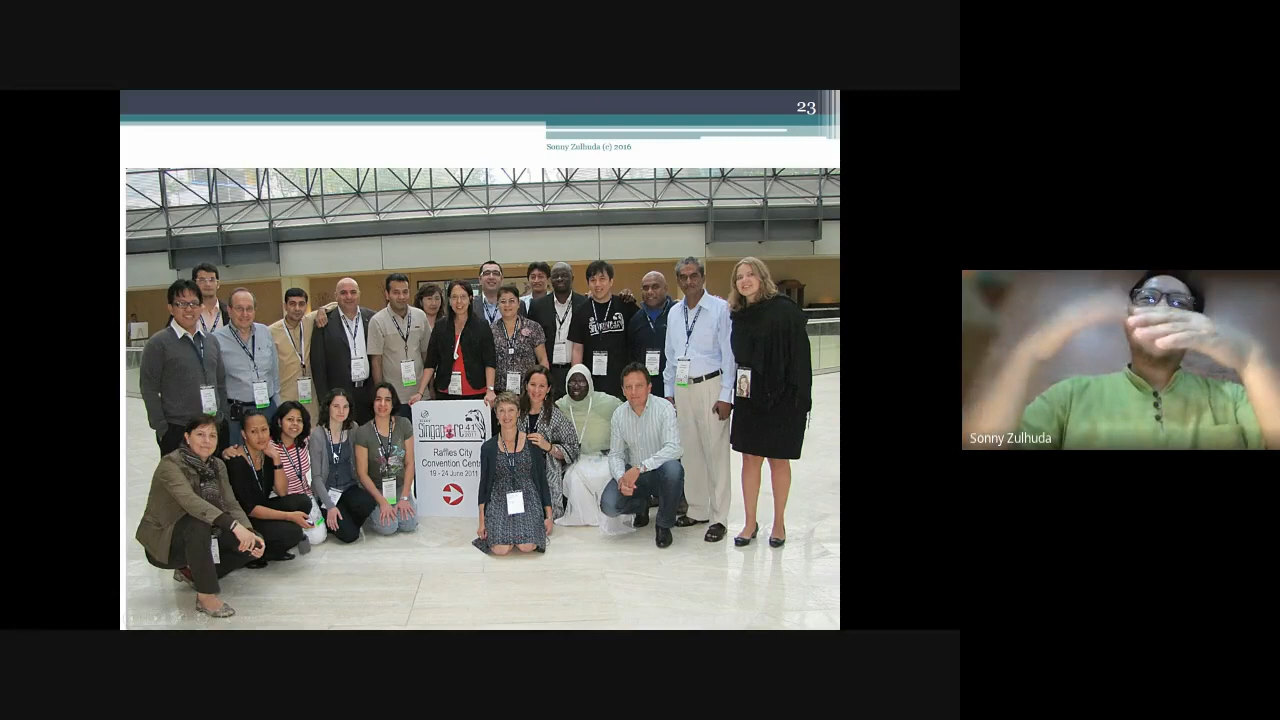 23
Sonny Zulhuda (c) 2016
Singapore 41
2011
Raffles City
Convention Centre
19 - 24 June 2011
Sonny Zulhuda